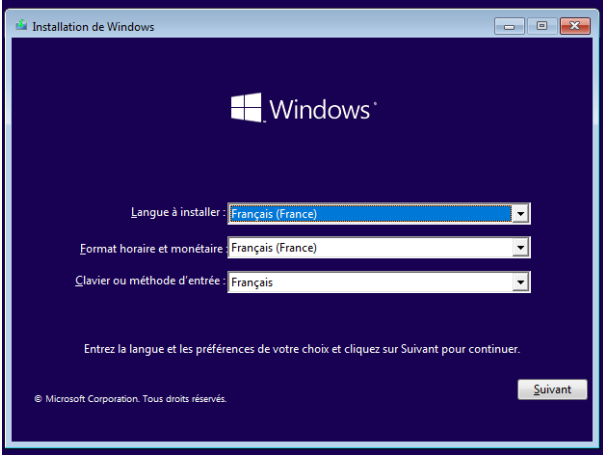 Installation de Windows
Windows
Langue à installer : Français (France)
Format horaire et monétaire : Français (France)
Clavier ou méthode d'entrée : Français
Entrez la langue et les préférences de votre choix et cliquez sur Suivant pour continuer.
Suivant
© Microsoft Corporation. Tous droits réservés.